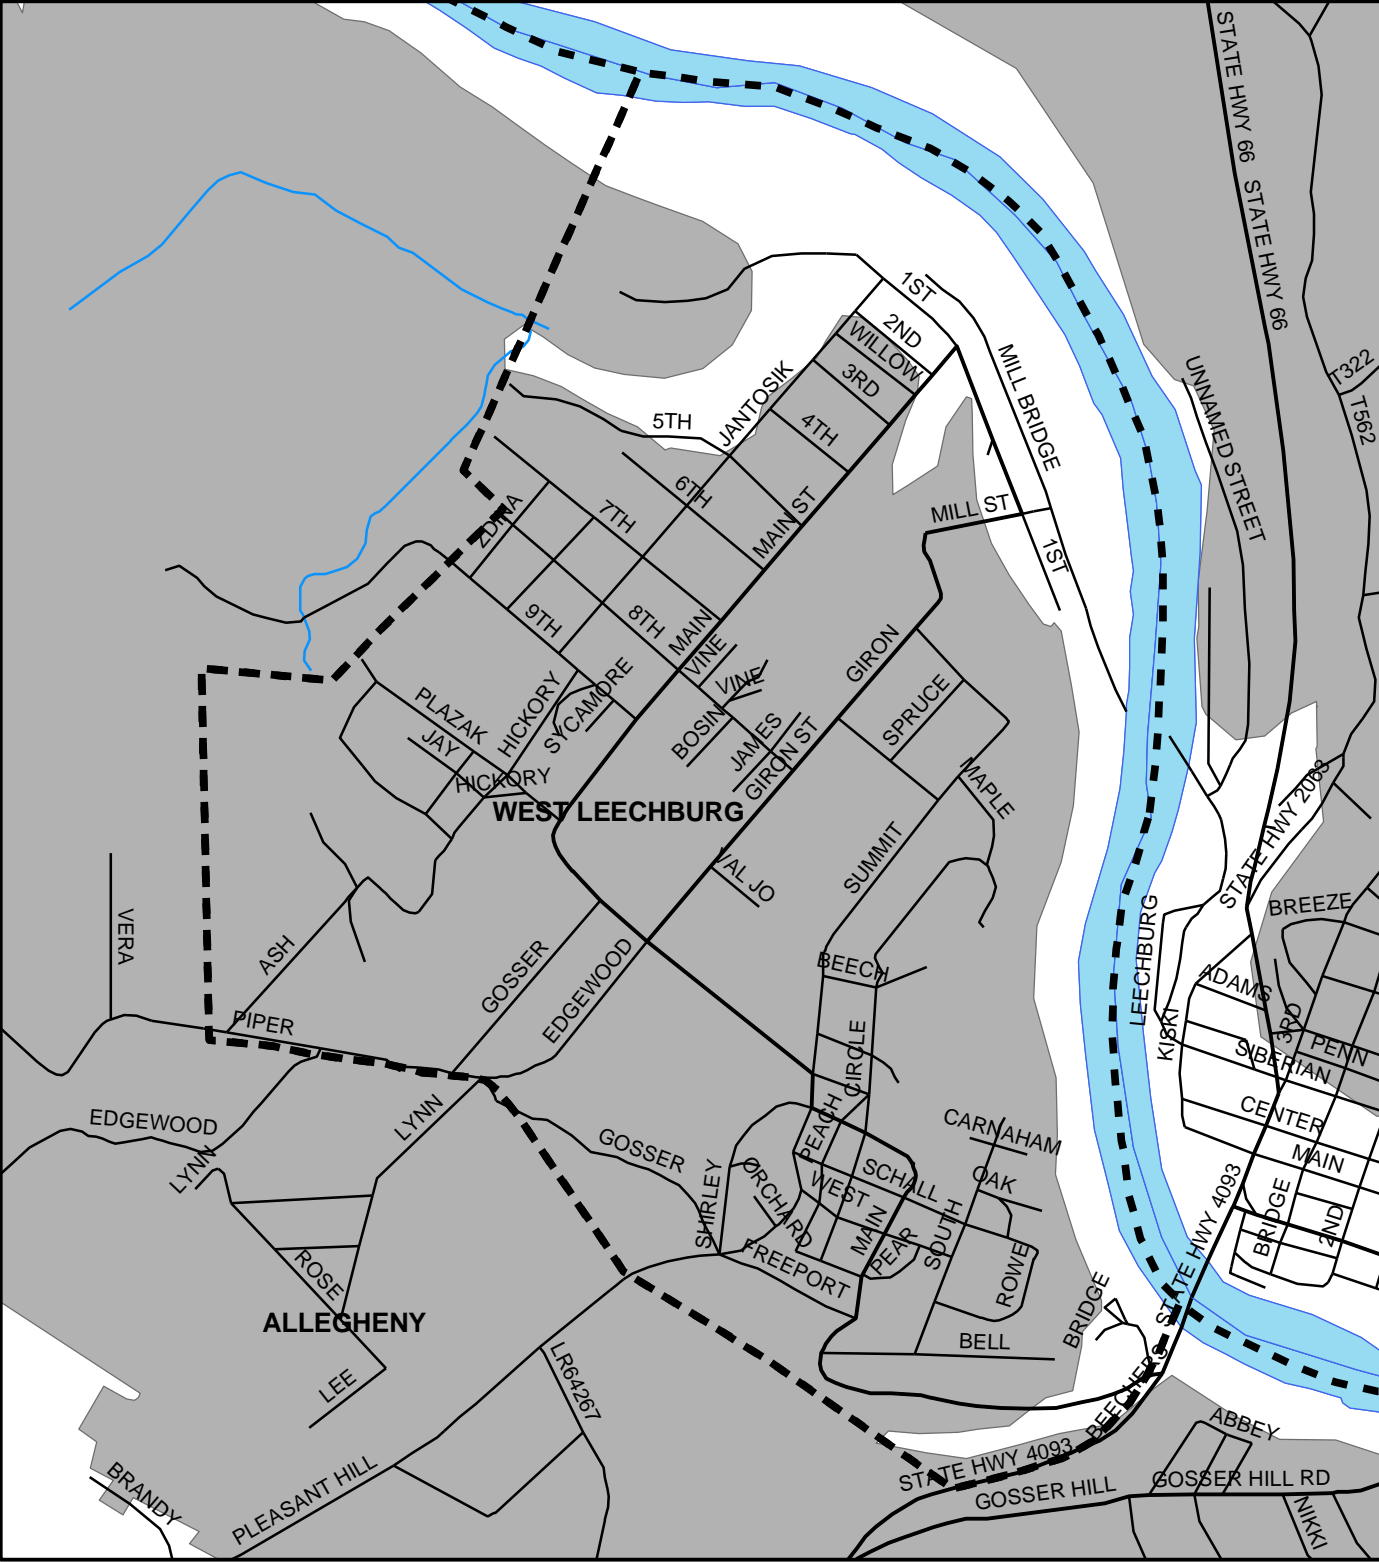 STATE HWY 66
STATE HWY 66
1ST
2ND
WILLOW
3RD
4TH
JANTOSIK
5TH
MILL BRIDGE
UNNAMED STREET
T322
T562
6TH
7TH
ZDINA
MAIN ST
MILL ST
1ST
9TH
8TH
MAIN
VINE
VINE
GIRON
SPRUCE
PLAZAK
JAY
HICKORY
HICKORY
SYCAMORE
BOSIN
JAMES
GIRON ST
MAPLE
WEST LEECHBURG
SUMMIT
VAL JO
STATE HWY 2063
BREEZE
VERA
ASH
GOSSER
EDGEWOOD
BEECH
LEECHBURG
ADAMS
PIPER
CIRCLE
KISKI
3RD
SIBERIAN
PENN
EDGEWOOD
LYNN
LYNN
GOSSER
PEACH
CARNAHAM
CENTER
MAIN
SHIRLEY
ORCHARD
WEST
SCHALL
OAK
MAIN
PEAR
SOUTH
ROWE
STATE HWY 4093
BRIDGE
2ND
FREEPORT
ROSE
ALLEGHENY
BELL
BRIDGE
LEE
LR64267
BEECHERS
ABBEY
BRANDY
PLEASANT HILL
STATE HWY 4093
GOSSER HILL
GOSSER HILL RD
NIKKI